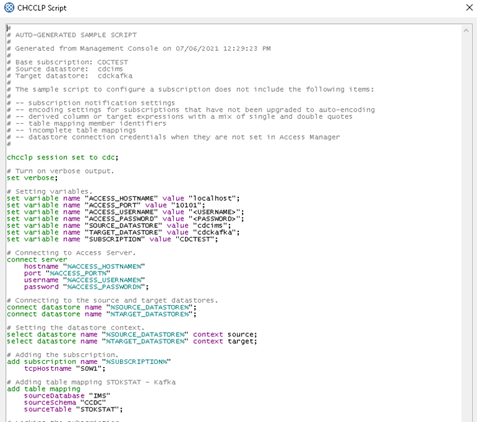 CHCCLP Script
#
# AUTO-GENERATED SAMPLE SCRIPT
#
# Generated from Management Console on 07/06/2021 12:29:23 PM
#
# Base subscription: CDCTEST
# Source datastore:  cdcims
# Target datastore:  cdckafka
#
# The sample script to configure a subscription does not include the following items:
#
# -- subscription notification settings
# -- encoding settings for subscriptions that have not been upgraded to auto-encoding
# -- derived column or target expressions with a mix of single and double quotes
# -- table mapping member identifiers
# -- incomplete table mappings
# -- datastore connection credentials when they are not set in Access Manager
#
chcclp session set to cdc;
# Turn on verbose output.
set verbose;
# Setting variables.
set variable name "ACCESS_HOSTNAME" value "localhost";
set variable name "ACCESS_PORT" value "10101";
set variable name "ACCESS_USERNAME" value "<USERNAME>";
set variable name "ACCESS_PASSWORD" value "<PASSWORD>";
set variable name "SOURCE_DATASTORE" value "cdcims";
set variable name "TARGET_DATASTORE" value "cdckafka";
set variable name "SUBSCRIPTION" value "CDCTEST";
# Connecting to Access Server.
connect server
hostname "%ACCESS_HOSTNAME%"
port "%ACCESS_PORT%"
username "%ACCESS_USERNAME%"
password "%ACCESS_PASSWORD%";
# Connecting to the source and target datastores.
connect datastore name "%SOURCE_DATASTORE%";
connect datastore name "%TARGET_DATASTORE%";
# Setting the datastore context.
select datastore name "%SOURCE_DATASTORE%" context source;
select datastore name "%TARGET_DATASTORE%" context target;
# Adding the subscription.
add subscription name "%SUBSCRIPTION%"
tcpHostname "S0W1";
# Adding table mapping STOKSTAT - Kafka
add table mapping
sourceDatabase "IMS"
sourceSchema "CCDC"
sourceTable "STOKSTAT";